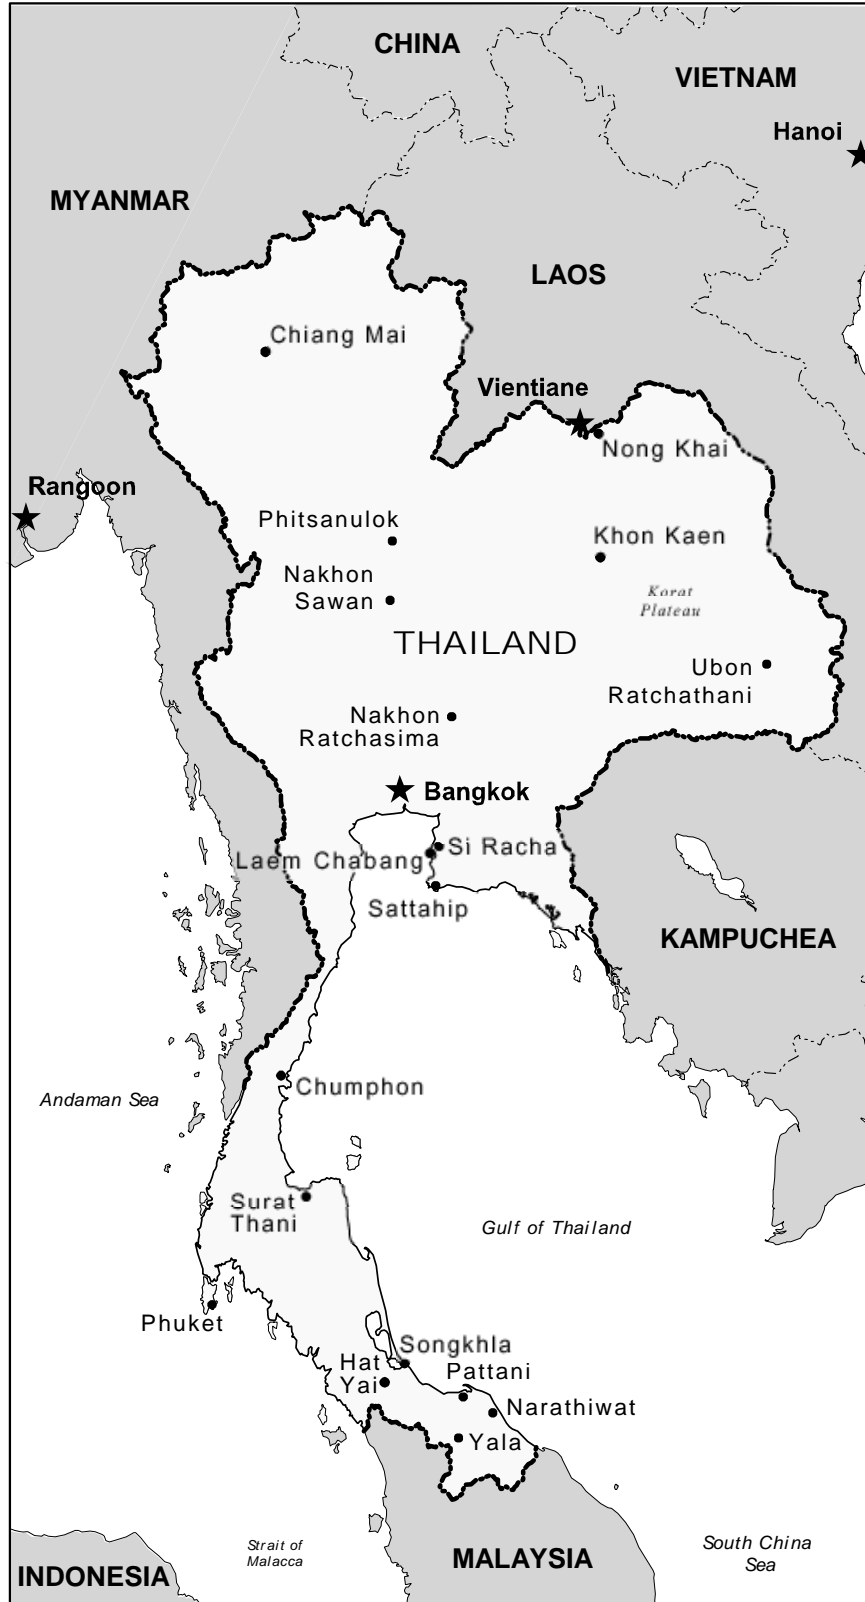 CHINA
VIETNAM
Hanoi
MYANMAR
LAOS
Chiang Mai
Vientiane
Nong Khai
Rangoon
Phitsanulok
Khon Kaen
Nakhon
Sawan
Korat
Plateau
THAILAND
Ubon
Ratchathani
Nakhon
Ratchasima
Bangkok
Si Racha
Laem Chabang
Sattahip
KAMPUCHEA
Chumphon
Andaman Sea
Surat
Thani
Gulf of Thailand
Phuket
Songkhla
Hat
Yai
Pattani
Narathiwat
Yala
Strait of
Malacca
MALAYSIA
South China
Sea
INDONESIA